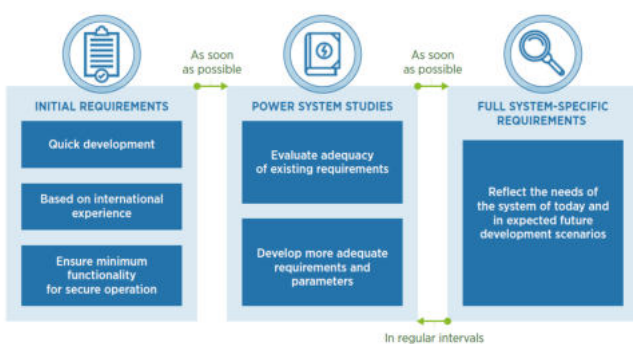 As soon
as possible
As soon
as possible
INITIAL REQUIREMENTS
Quick development
Based on international
experience
Ensure minimum
functionality
for secure operation
POWER SYSTEM STUDIES
Evaluate adequacy
of existing requirements
Develop more adequate
requirements and
parameters
FULL SYSTEM-SPECIFIC
REQUIREMENTS
Reflect the needs of
the system of today and
in expected future
development scenarios
In regular intervals